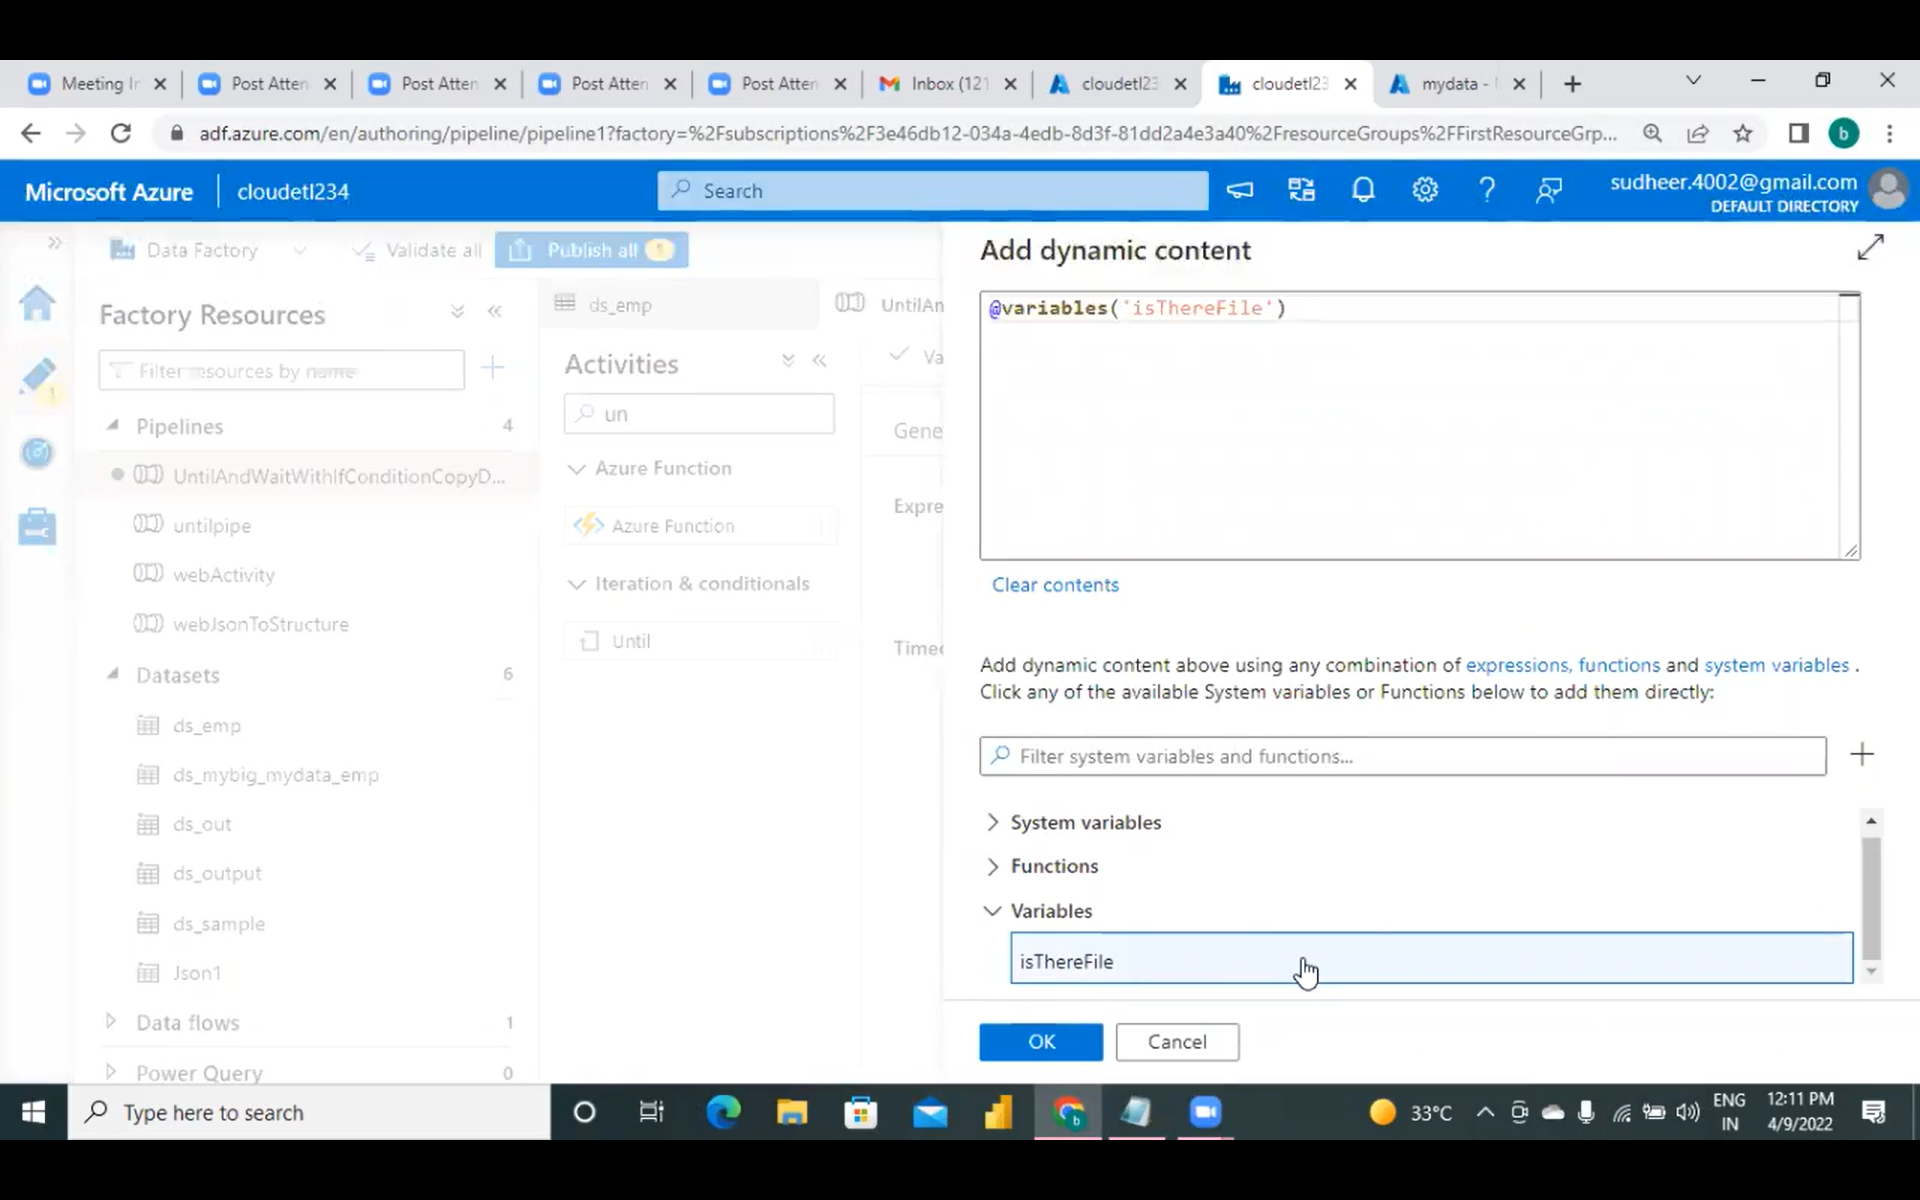 Meeting Ir
Post Atten
Post Atten
Post Atten
Post Atten
Inbox (121
cloudetl23
cloudetl23
mydata -
adf.azure.com/en/authoring/pipeline/pipeline1?factory=%2Fsubscriptions%2F3e46db12-034a-4edb-8d3f-81dd2a4e3a40%2FresourceGroups%2FFirstResourceGrp...
b
Microsoft Azure
cloudetl234
Search
sudheer.4002@gmail.com
DEFAULT DIRECTORY
Data Factory
Validate all
Publish all 1
Factory Resources
Filter resources by name
Pipelines 4
UntilAndWaitWithIfConditionCopyD...
untilpipe
webActivity
webJsonToStructure
Datasets 6
ds_emp
ds_mybig_mydata_emp
ds_out
ds_output
ds_sample
Json1
Data flows 1
Power Query 0
ds_emp
UntilAn
Activities
un
Azure Function
Azure Function
Iteration & conditionals
Until
Va
Gene
Expre
Timeo
Add dynamic content
@variables('isThereFile')
Clear contents
Add dynamic content above using any combination of expressions, functions and system variables .
Click any of the available System variables or Functions below to add them directly:
Filter system variables and functions...
System variables
Functions
Variables
isThereFile
OK
Cancel
Type here to search
33°C
ENG
IN
12:11 PM
4/9/2022